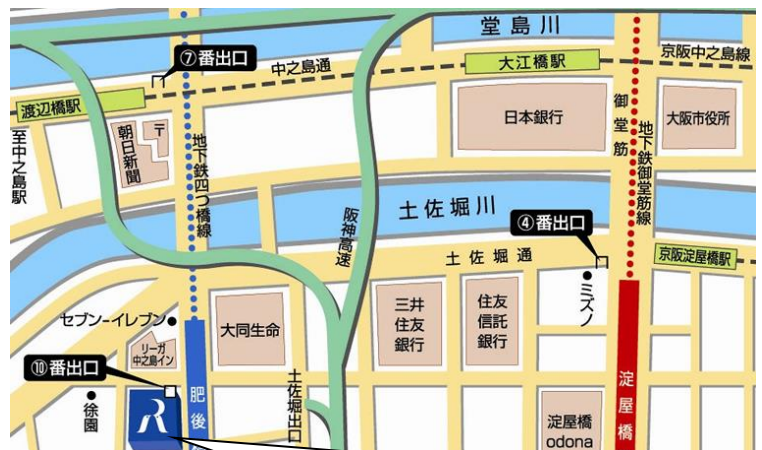 堂島川
⑦番出口
中之島通
大江橋駅
京阪中之島線
渡辺橋駅
朝日新聞
〒
日本銀行
御堂筋
大阪市役所
至中之島駅
地下鉄四つ橋線
地下鉄御堂筋線
阪神高速
土佐堀川
④番出口
土佐堀通
京阪淀屋橋駅
ミズノ
セブン-イレブン
大同生命
三井
住友
銀行
住友
信託
銀行
リーガ
中之島イン
⑩番出口
徐園
R
肥後
土佐堀出口
淀屋橋
淀屋橋
odona